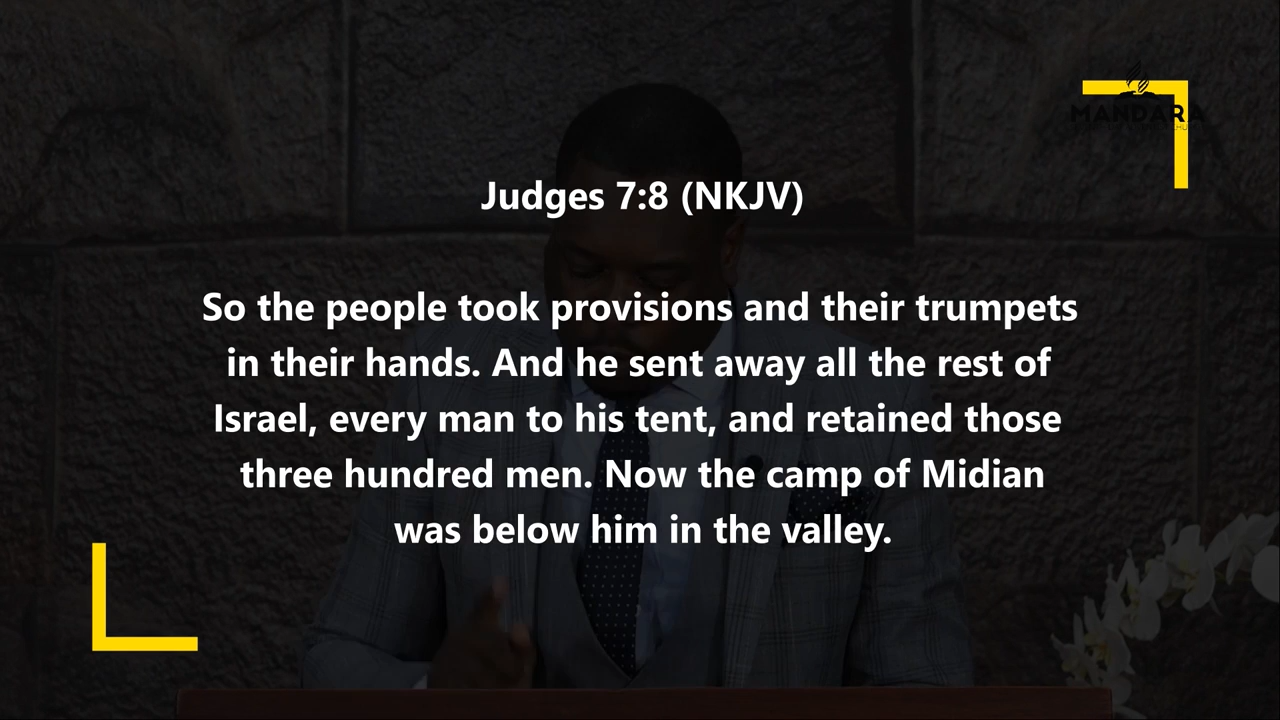 MANDARA
Judges 7:8 (NKJV)
So the people took provisions and their trumpets
in their hands. And he sent away all the rest of
Israel, every man to his tent, and retained those
three hundred men. Now the camp of Midian
was below him in the valley.